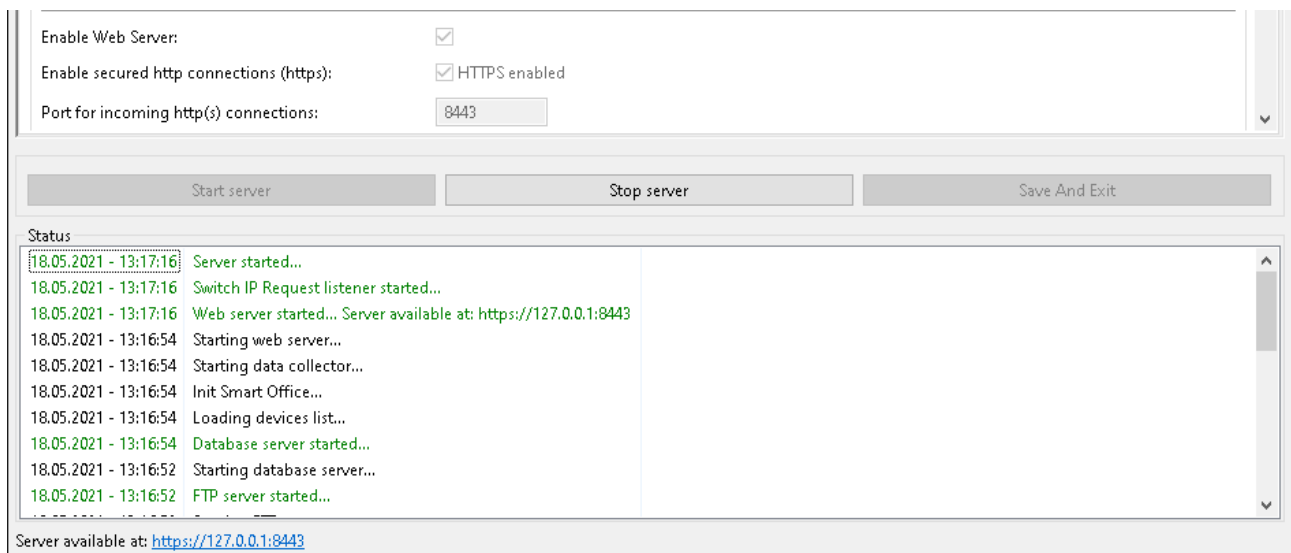 Enable Web Server:
Enable secured http connections (https): HTTPS enabled
Port for incoming http(s) connections: 8443
Start server Stop server Save And Exit
Status
18.05.2021 - 13:17:16 Server started...
18.05.2021 - 13:17:16 Switch IP Request listener started...
18.05.2021 - 13:17:16 Web server started... Server available at: https://127.0.0.1:8443
18.05.2021 - 13:16:54 Starting web server...
18.05.2021 - 13:16:54 Starting data collector...
18.05.2021 - 13:16:54 Init Smart Office...
18.05.2021 - 13:16:54 Loading devices list...
18.05.2021 - 13:16:54 Database server started...
18.05.2021 - 13:16:52 Starting database server...
18.05.2021 - 13:16:52 FTP server started...
Server available at: https://127.0.0.1:8443